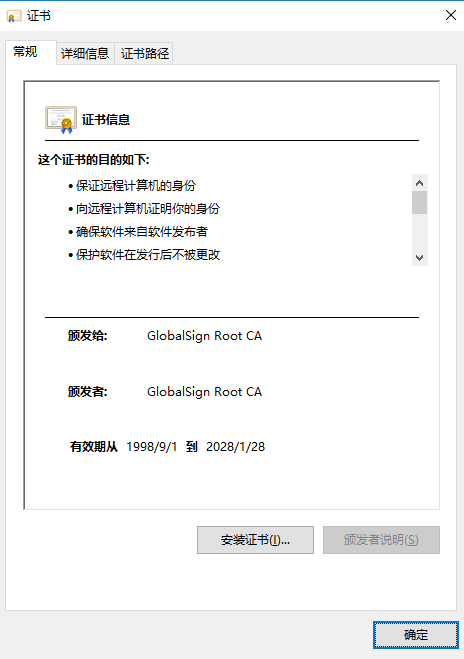 证书
常规 详细信息 证书路径
证书信息
这个证书的目的如下:
• 保证远程计算机的身份
• 向远程计算机证明你的身份
• 确保软件来自软件发布者
• 保护软件在发行后不被更改
颁发给: GlobalSign Root CA
颁发者: GlobalSign Root CA
有效期从 1998/9/1 到 2028/1/28
安装证书(I)... 颁发者说明(S)
确定